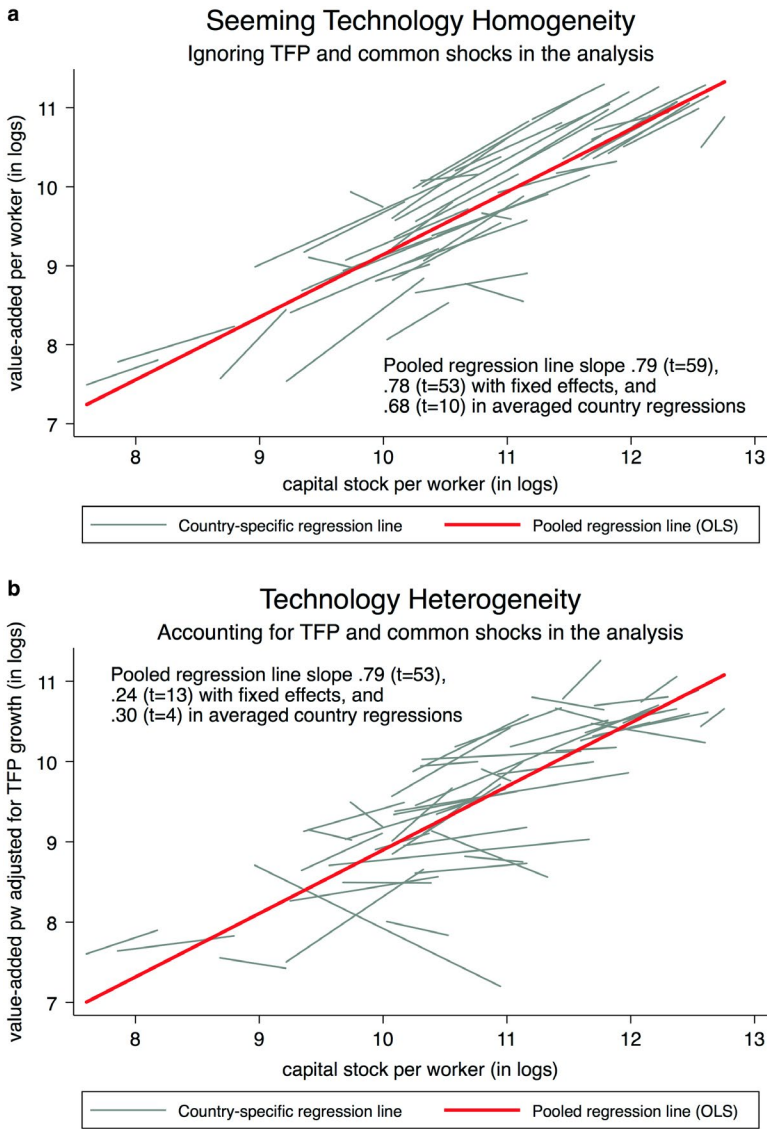 a
Seeming Technology Homogeneity
Ignoring TFP and common shocks in the analysis
value-added per worker (in logs)
11
10
9
8
7
Pooled regression line slope .79 (t=59),
.78 (t=53) with fixed effects, and
.68 (t=10) in averaged country regressions
8 9 10 11 12 13
capital stock per worker (in logs)
Country-specific regression line Pooled regression line (OLS)
b
Technology Heterogeneity
Accounting for TFP and common shocks in the analysis
value-added pw adjusted for TFP growth (in logs)
Pooled regression line slope .79 (t=53),
.24 (t=13) with fixed effects, and
.30 (t=4) in averaged country regressions
11
10
9
8
7
8 9 10 11 12 13
capital stock per worker (in logs)
Country-specific regression line Pooled regression line (OLS)